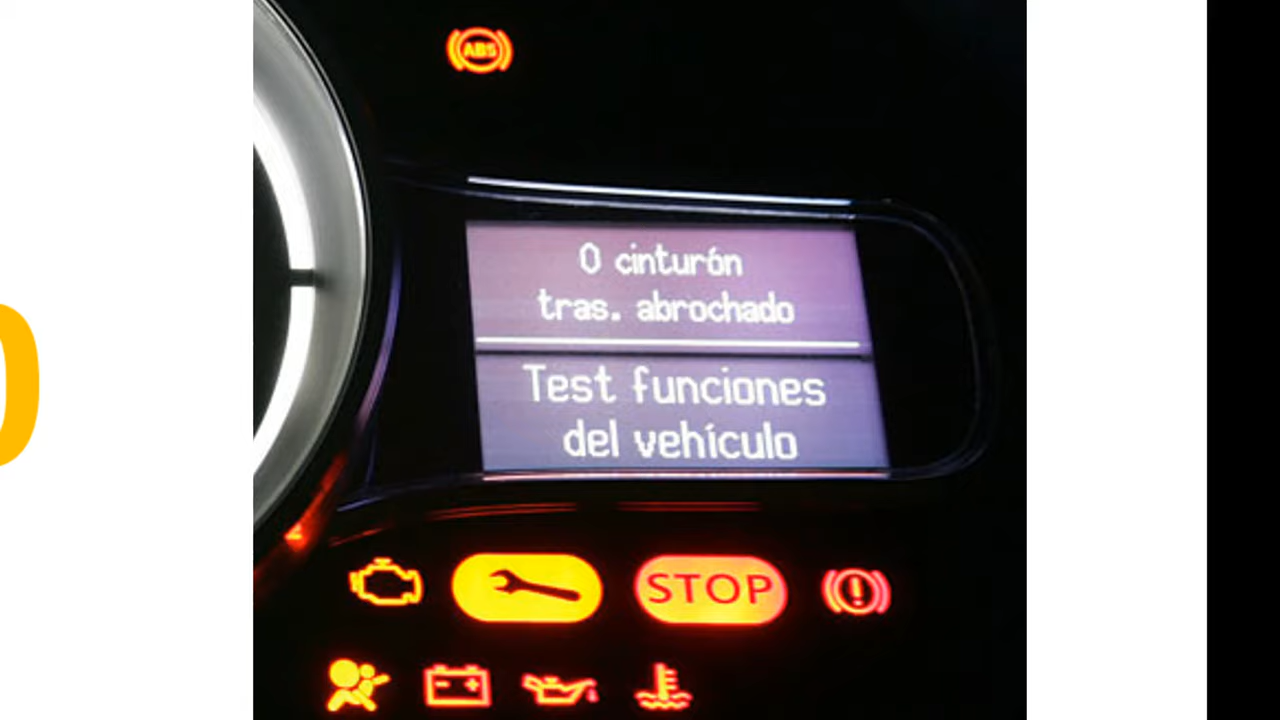 ABS
0 cinturón
tras. abrochado
Test funciones
del vehículo
STOP